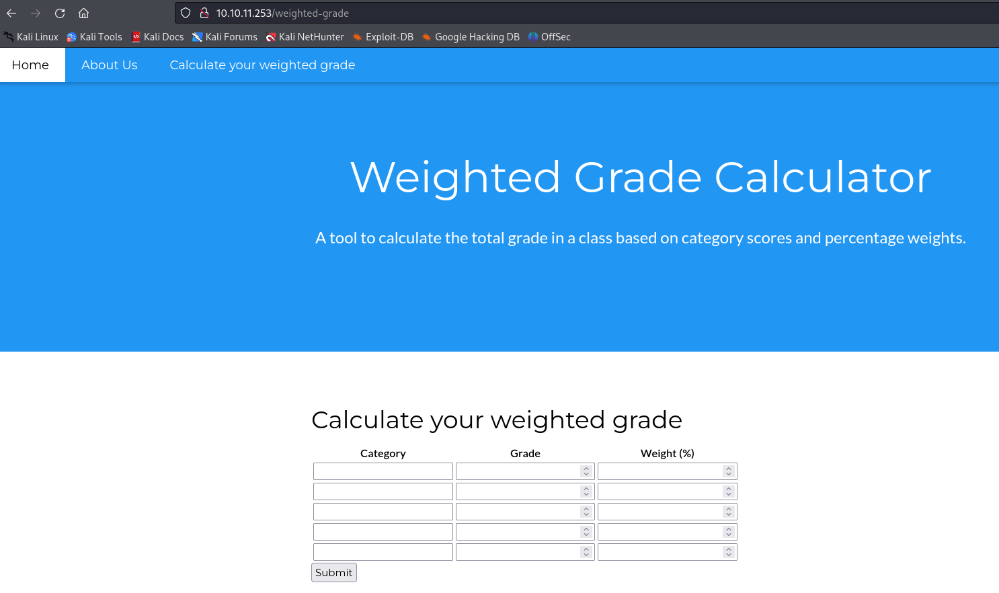 10.10.11.253/weighted-grade
Kali Linux Kali Tools Kali Docs Kali Forums Kali NetHunter Exploit-DB Google Hacking DB OffSec
Home About Us Calculate your weighted grade
Weighted Grade Calculator
A tool to calculate the total grade in a class based on category scores and percentage weights.
Calculate your weighted grade
Category Grade Weight (%)
Submit